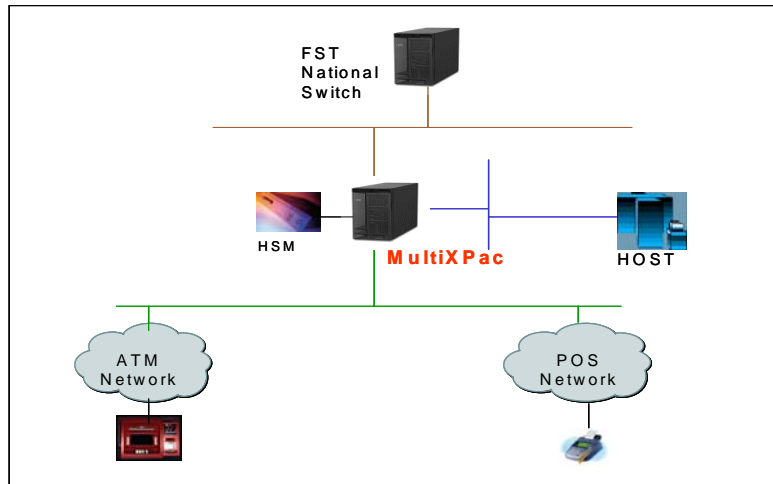 FST
National
Switch
HSM
MultiXPac
HOST
ATM
Network
POS
Network